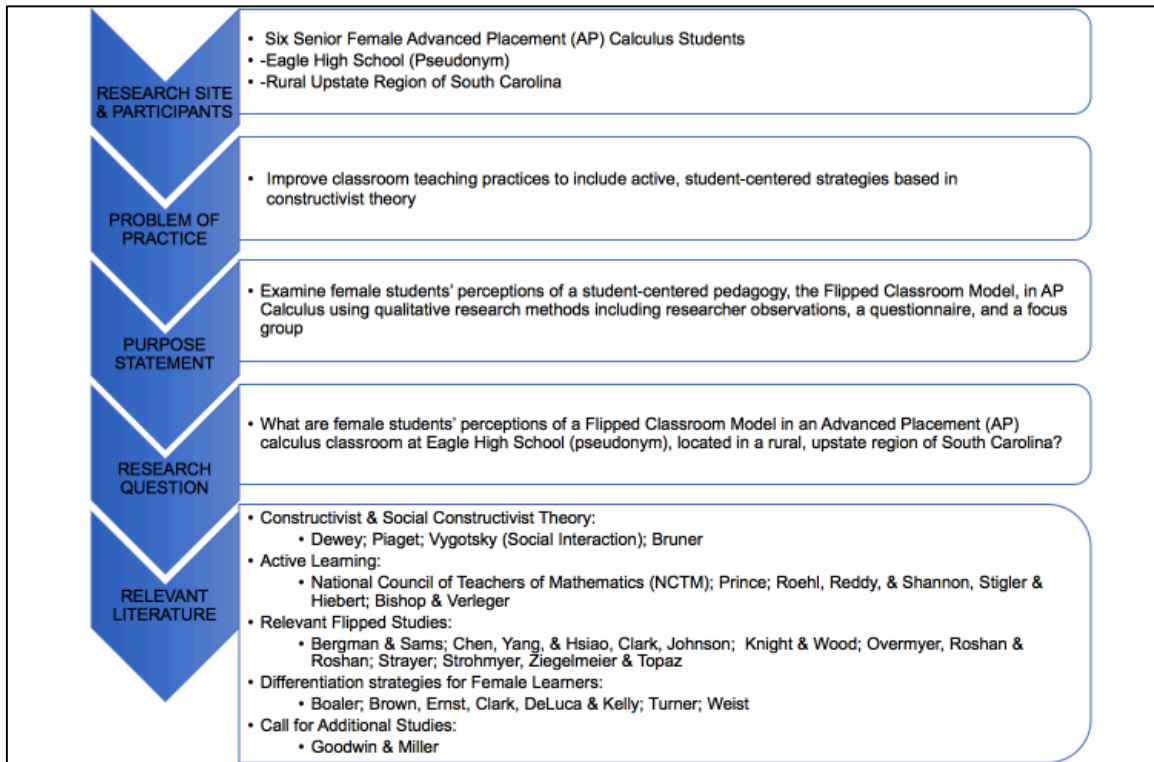 RESEARCH SITE
& PARTICIPANTS
• Six Senior Female Advanced Placement (AP) Calculus Students
• -Eagle High School (Pseudonym)
• -Rural Upstate Region of South Carolina
PROBLEM OF
PRACTICE
• Improve classroom teaching practices to include active, student-centered strategies based in
constructivist theory
PURPOSE
STATEMENT
• Examine female students' perceptions of a student-centered pedagogy, the Flipped Classroom Model, in AP
Calculus using qualitative research methods including researcher observations, a questionnaire, and a focus
group
RESEARCH
QUESTION
• What are female students' perceptions of a Flipped Classroom Model in an Advanced Placement (AP)
calculus classroom at Eagle High School (pseudonym), located in a rural, upstate region of South Carolina?
RELEVANT
LITERATURE
• Constructivist & Social Constructivist Theory:
• Dewey; Piaget; Vygotsky (Social Interaction); Bruner
• Active Learning:
• National Council of Teachers of Mathematics (NCTM); Prince; Roehl, Reddy, & Shannon, Stigler &
Hiebert; Bishop & Verleger
• Relevant Flipped Studies:
• Bergman & Sams; Chen, Yang, & Hsiao, Clark, Johnson; Knight & Wood; Overmyer, Roshan &
Roshan; Strayer; Strohmyer, Ziegelmeier & Topaz
• Differentiation strategies for Female Learners:
• Boaler; Brown, Ernst, Clark, DeLuca & Kelly; Turner; Weist
• Call for Additional Studies:
• Goodwin & Miller